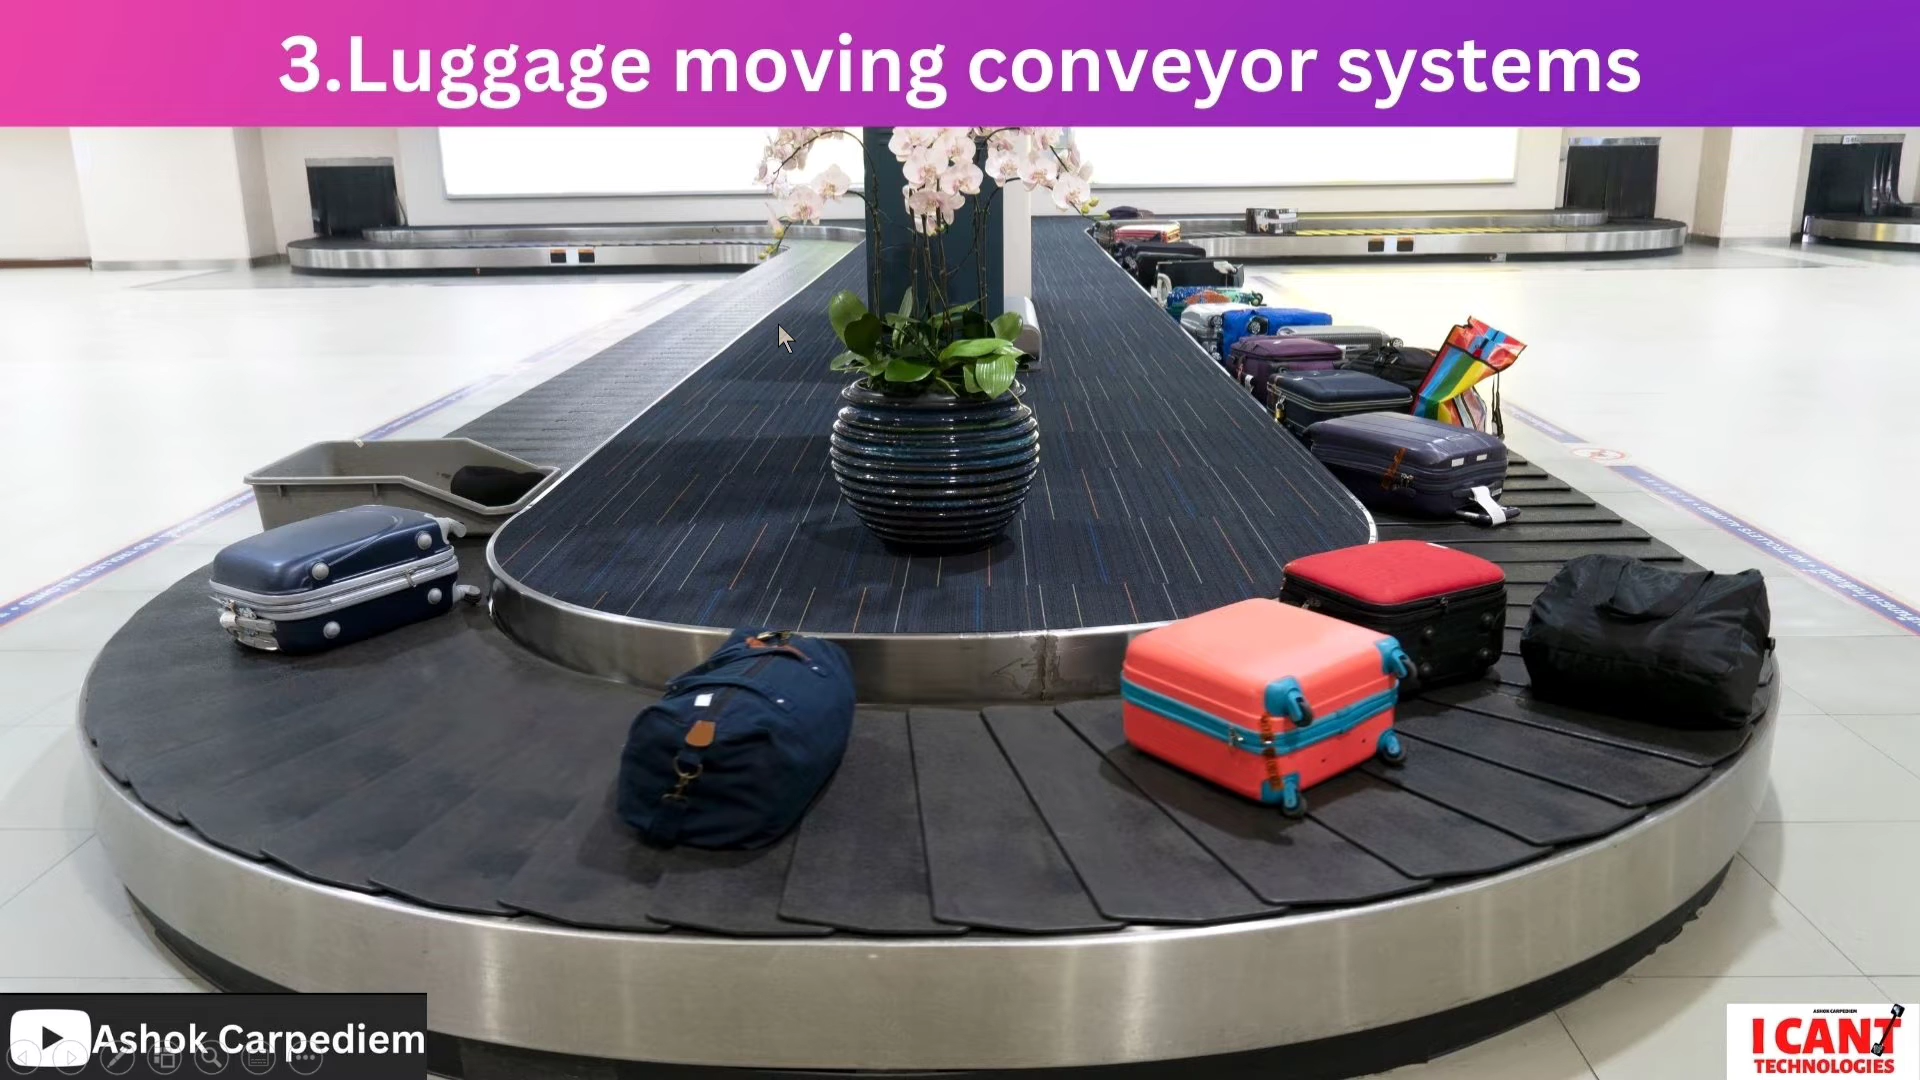 3.Luggage moving conveyor systems
Ashok Carpediem
ASHOK CARPEDIEM
I CANT
TECHNOLOGIES